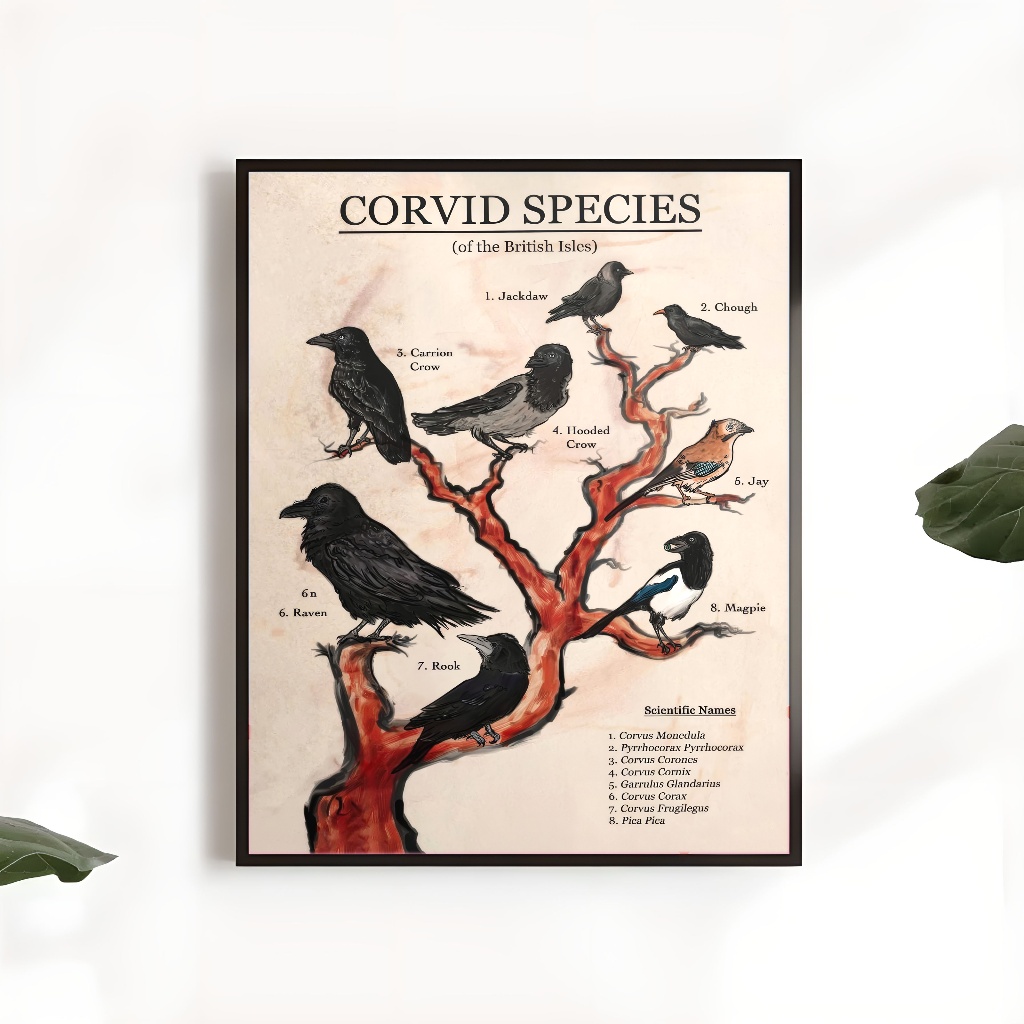 CORVID SPECIES
(of the British Isles)
1. Jackdaw
2. Chough
3. Carrion
Crow
4. Hooded
Crow
5. Jay
6n
6. Raven
8. Magpie
7. Rook
Scientific Names
1. Corvus Monedula
2. Pyrrhocorax Pyrrhocorax
3. Corvus Corones
4. Corvus Cornix
5. Garrulus Glandarius
6. Corvus Corax
7. Corvus Frugilegus
8. Pica Pica